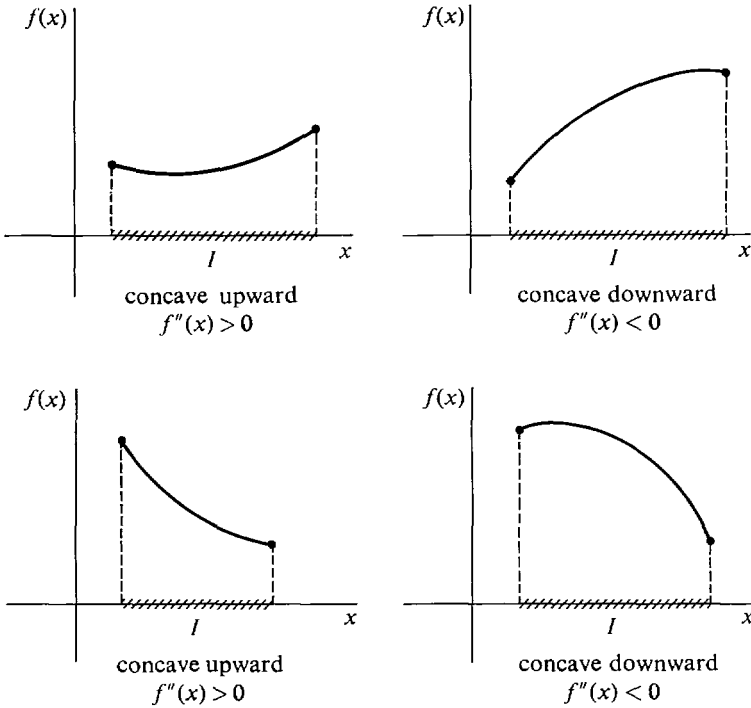 f(x)
I
x
concave upward
f″(x) > 0
f(x)
I
x
concave downward
f″(x) < 0
f(x)
I
x
concave upward
f″(x) > 0
f(x)
I
x
concave downward
f″(x) < 0